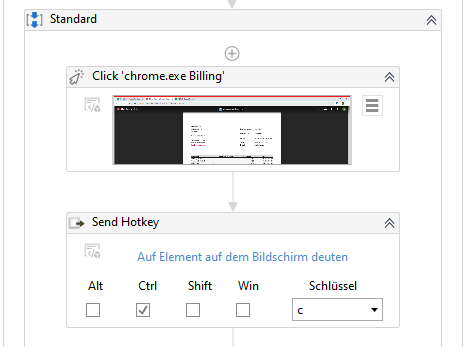 Standard
Click 'chrome.exe Billing'
Send Hotkey
Auf Element auf dem Bildschirm deuten
Alt Ctrl Shift Win Schlüssel
c